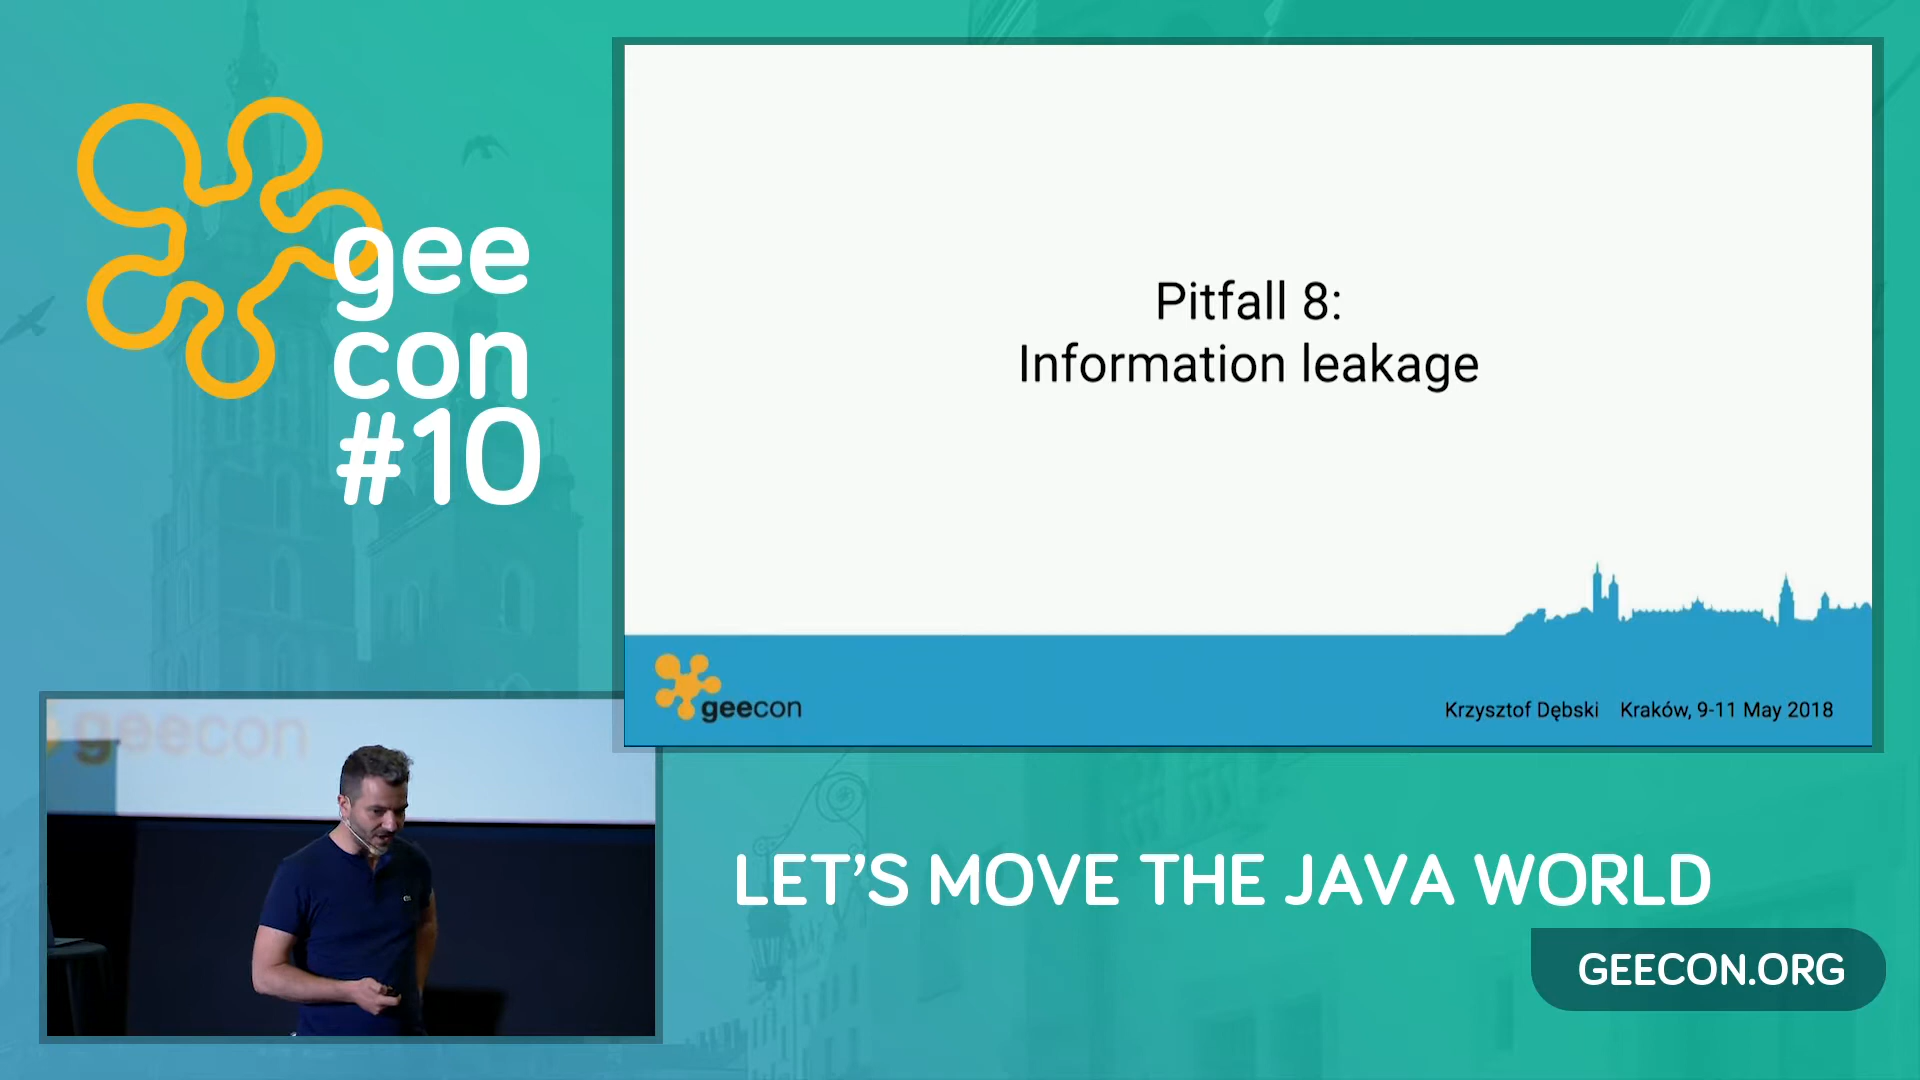 gee
con
#10
Pitfall 8:
Information leakage
geecon
Krzysztof Dębski Kraków, 9-11 May 2018
geecon
LET'S MOVE THE JAVA WORLD
GEECON.ORG